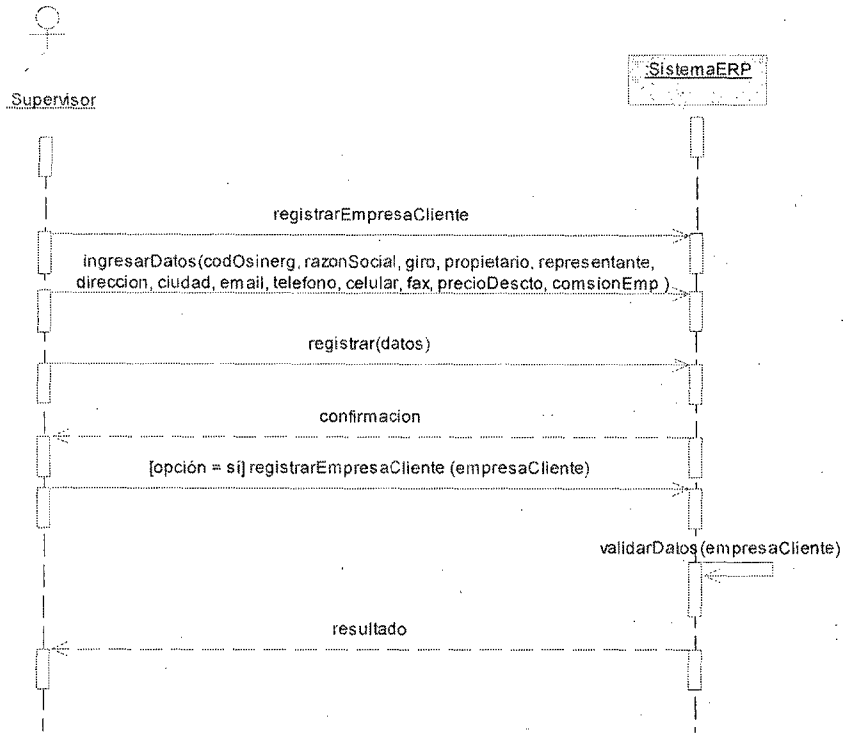 :SistemaERP
Supervisor
registrarEmpresaCliente
ingresarDatos(codOsinerg, razonSocial, giro, propietario, representante,
direccion, ciudad, email, telefono, celular, fax, precioDescto, comsionEmp )
registrar(datos)
confirmacion
[opción = sí] registrarEmpresaCliente (empresaCliente)
validarDatos(empresaCliente)
resultado